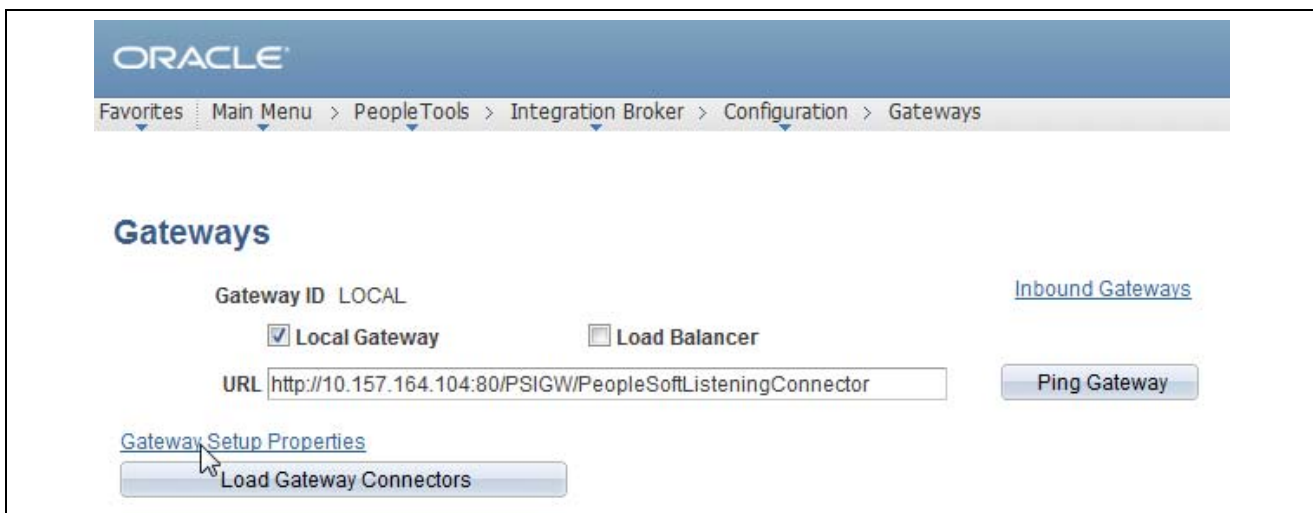 ORACLE
Favorites Main Menu > PeopleTools > Integration Broker > Configuration > Gateways
Gateways
Gateway ID LOCAL Inbound Gateways
Local Gateway Load Balancer
URL http://10.157.164.104:80/PSIGW/PeopleSoftListeningConnector Ping Gateway
Gateway Setup Properties
Load Gateway Connectors